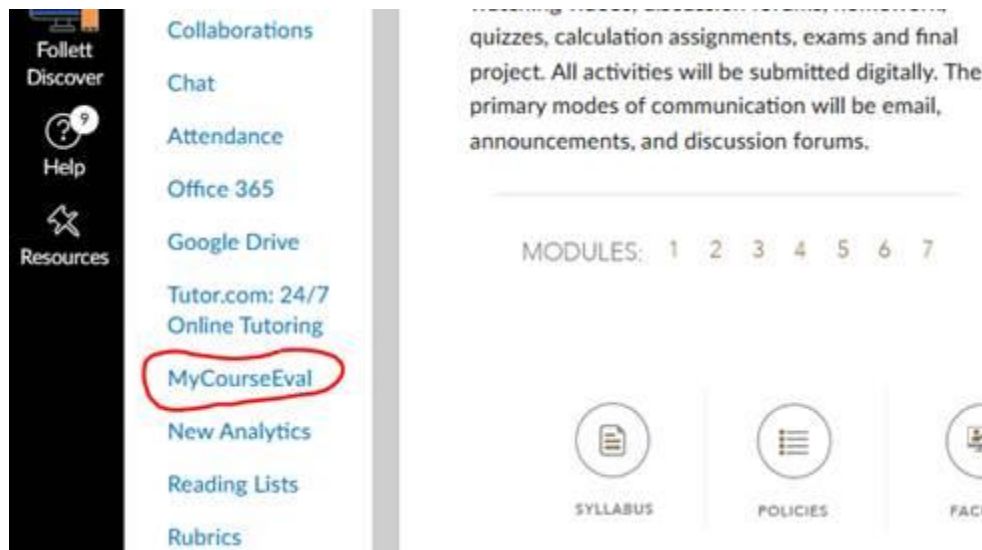 Follett
Discover
9
Help
Resources
Collaborations
Chat
Attendance
Office 365
Google Drive
Tutor.com: 24/7
Online Tutoring
MyCourseEval
New Analytics
Reading Lists
Rubrics
quizzes, calculation assignments, exams and final
project. All activities will be submitted digitally. The
primary modes of communication will be email,
announcements, and discussion forums.
MODULES: 1 2 3 4 5 6 7
SYLLABUS
POLICIES